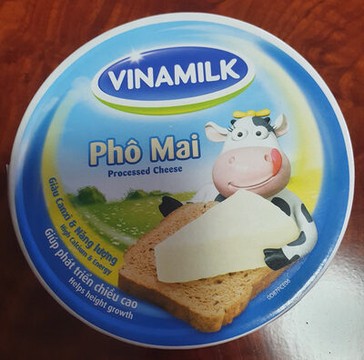 VINAMILK
Phô Mai
Processed Cheese
Giàu Canxi & Năng lượng
High Calcium & Energy
Giúp phát triển chiều cao
Helps height growth